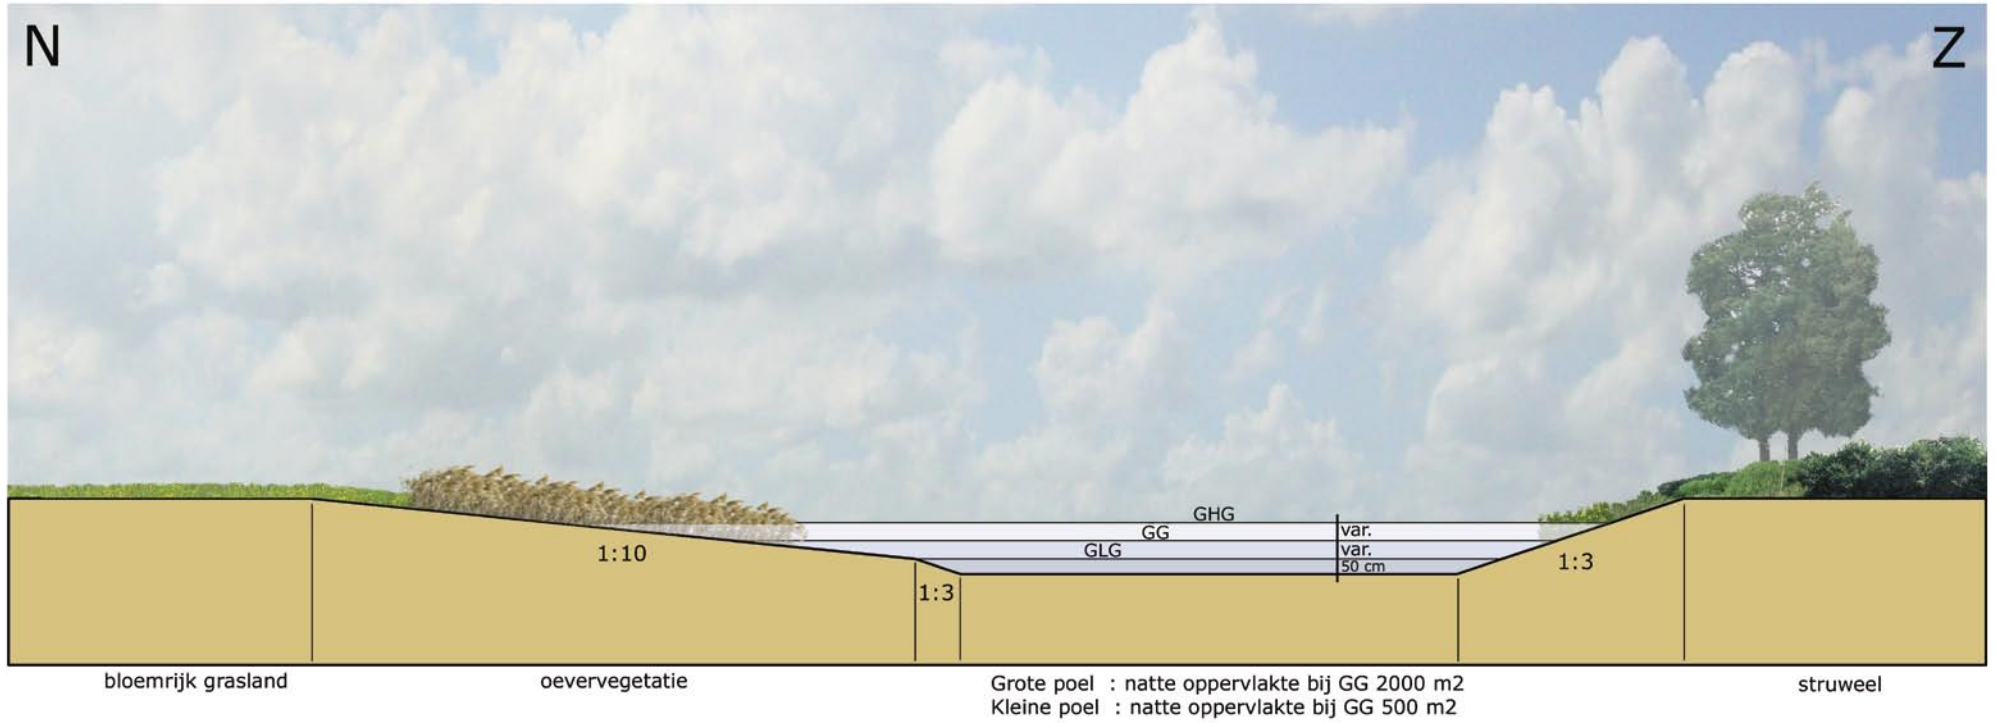 N
Z
GHG
GG
var.
GLG
var.
50 cm
1:10
1:3
1:3
bloemrijk grasland
oevervegetatie
Grote poel : natte oppervlakte bij GG 2000 m2
Kleine poel : natte oppervlakte bij GG 500 m2
struweel